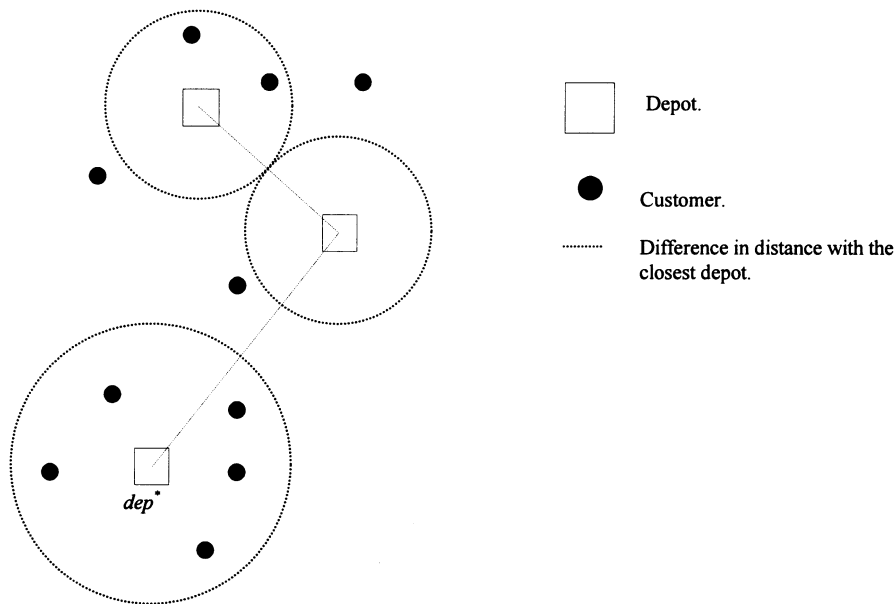 Depot.
Customer.
Difference in distance with the
closest depot.
dep*